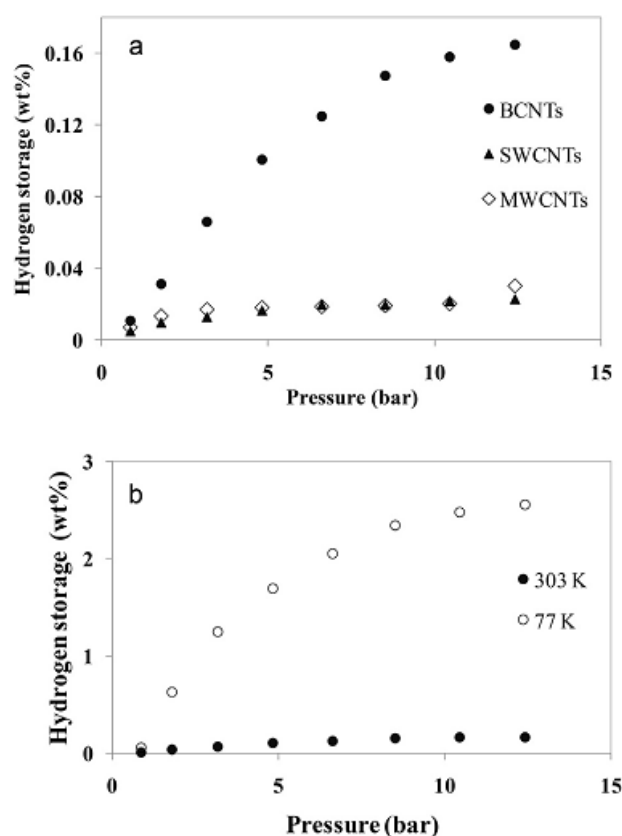 a
Hydrogen storage (wt%)
0.16
0.12
0.08
0.04
0
BCNTs
SWCNTs
MWCNTs
0
5
10
15
Pressure (bar)
b
Hydrogen storage (wt%)
3
2
1
0
303 K
77 K
0
5
10
15
Pressure (bar)